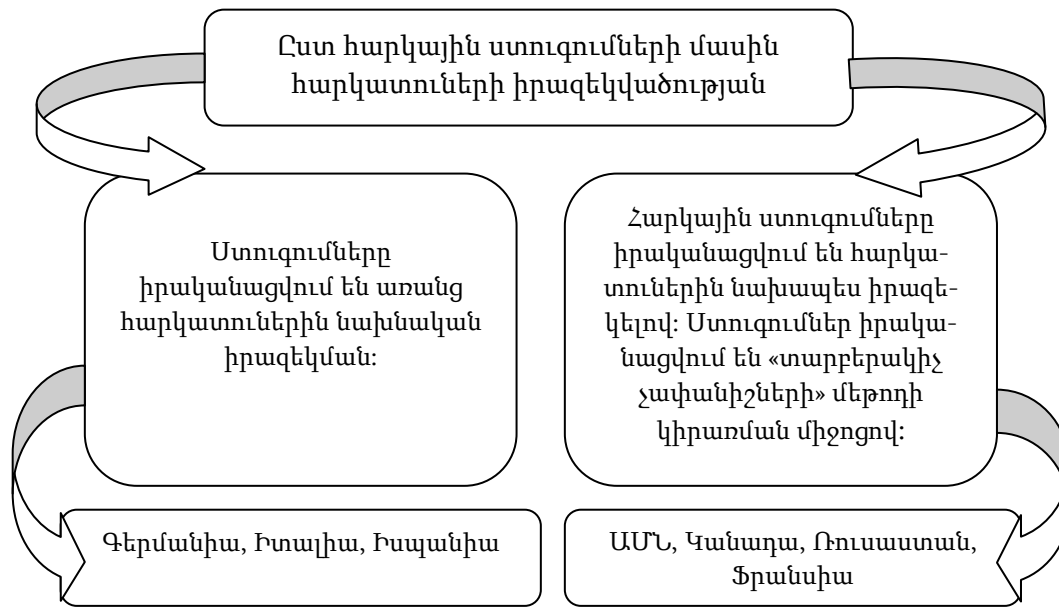 Ըստ հարկային ստուգումների մասին
հարկատուների իրազեկվածության
Ստուգումները
իրականացվում են առանց
հարկատուներին նախնական
իրազեկման:
Հարկային ստուգումները
իրականացվում են հարկա-
տուներին նախապես իրազե-
կելով: Ստուգումներ իրակա-
նացվում են «տարբերակիչ
չափանիշների» մեթոդի
կիրառման միջոցով:
Գերմանիա, Իտալիա, Իսպանիա
ԱՄՆ, Կանադա, Ռուսաստան,
Ֆրանսիա